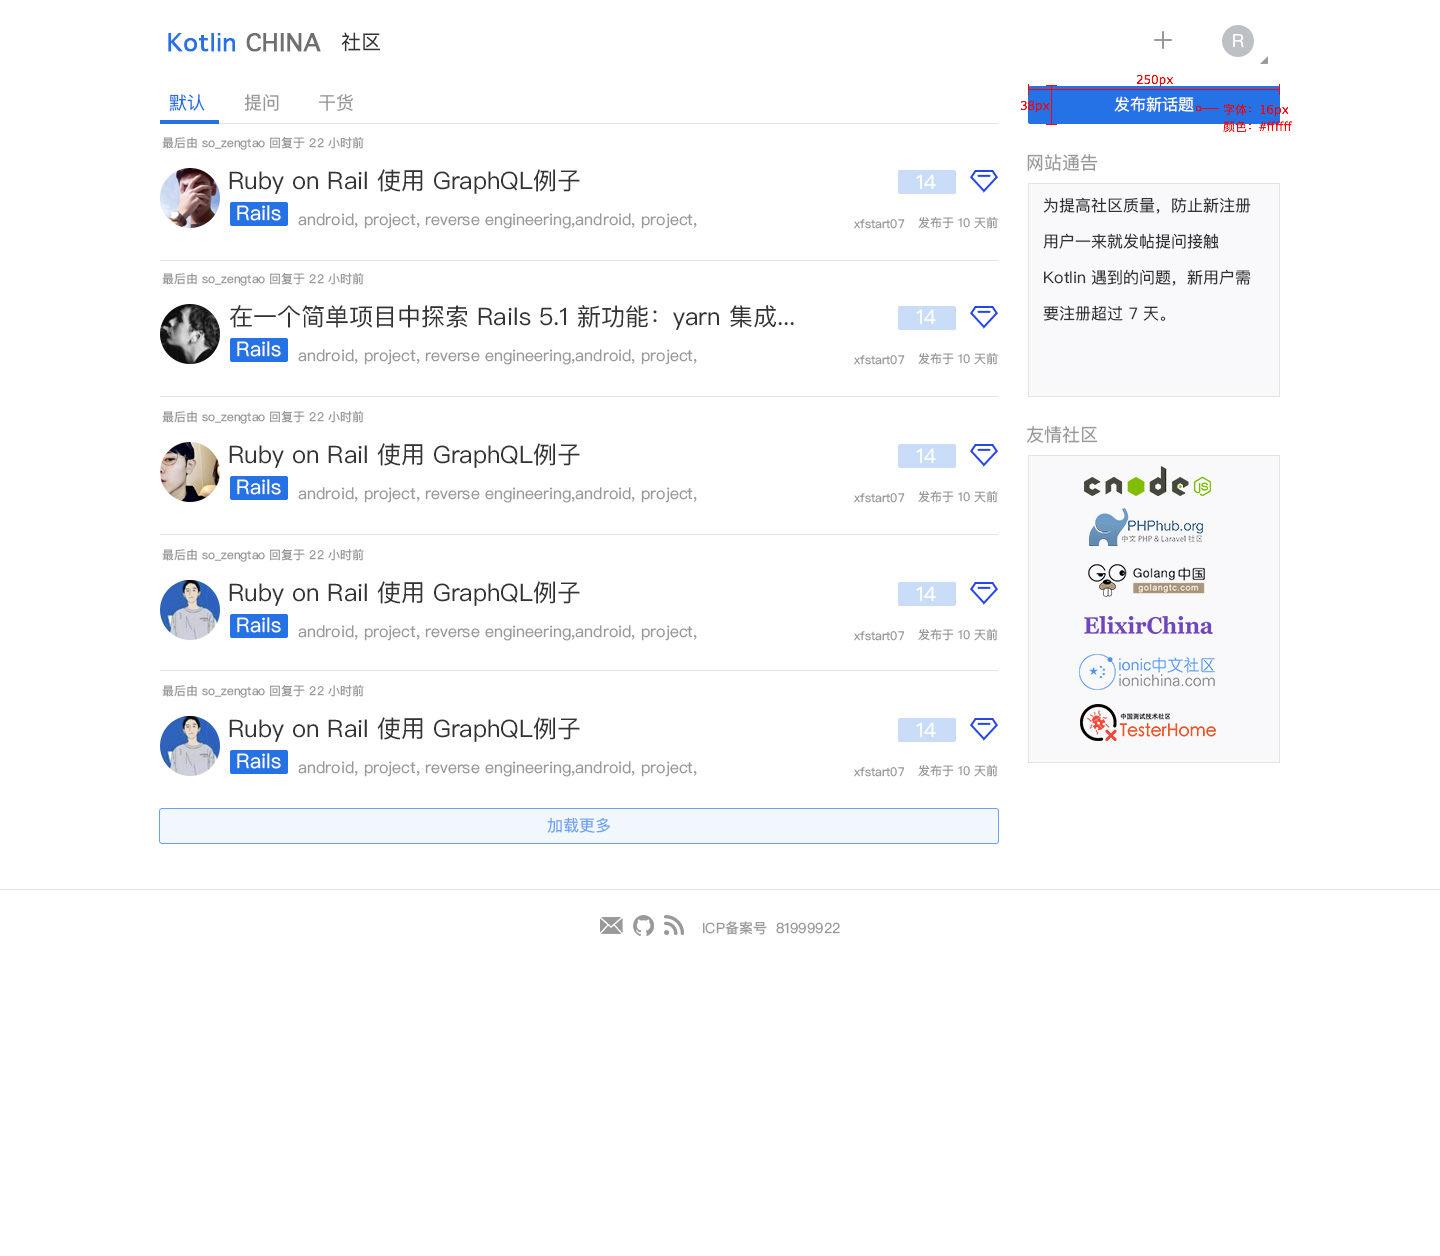 Kotlin CHINA 社区
R
默认 提问 干货
250px
38px
发布新话题
字体：16px
颜色：#ffffff
最后由 so_zengtao 回复于 22 小时前
Ruby on Rail 使用 GraphQL例子
14
Rails android, project, reverse engineering,android, project,
xfstart07 发布于 10 天前
最后由 so_zengtao 回复于 22 小时前
在一个简单项目中探索 Rails 5.1 新功能：yarn 集成...
14
Rails android, project, reverse engineering,android, project,
xfstart07 发布于 10 天前
最后由 so_zengtao 回复于 22 小时前
Ruby on Rail 使用 GraphQL例子
14
Rails android, project, reverse engineering,android, project,
xfstart07 发布于 10 天前
最后由 so_zengtao 回复于 22 小时前
Ruby on Rail 使用 GraphQL例子
14
Rails android, project, reverse engineering,android, project,
xfstart07 发布于 10 天前
最后由 so_zengtao 回复于 22 小时前
Ruby on Rail 使用 GraphQL例子
14
Rails android, project, reverse engineering,android, project,
xfstart07 发布于 10 天前
加载更多
网站通告
为提高社区质量，防止新注册
用户一来就发帖提问接触
Kotlin 遇到的问题，新用户需
要注册超过 7 天。
友情社区
cnode JS
PHPhub.org
中文 PHP & Laravel 社区
Golang 中国
golangtc.com
ElixirChina
ionic中文社区
ionichina.com
中国测试技术社区
TesterHome
ICP备案号 81999922